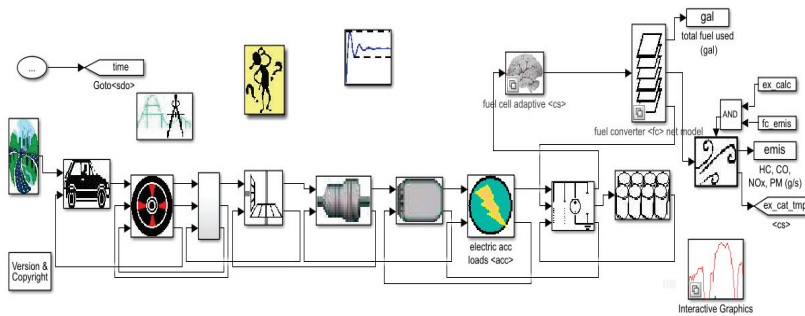 gal
total fuel used
(gal)
...
time
Goto<sdo>
fuel cell adaptive <cs>
fuel converter <fc> net model
ex_calc
AND
fc_emis
emis
HC, CO,
NOx, PM (g/s)
ex_cat_tmp
<cs>
electric acc
loads <acc>
Version &
Copyright
Interactive Graphics